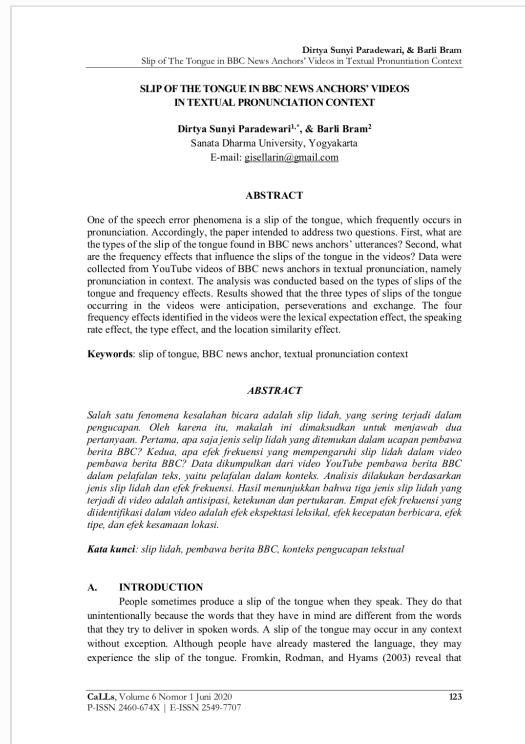 Dirtya Sunyi Paradewari, & Barli Bram
Slip of The Tongue in BBC News Anchors' Videos in Textual Pronuntiation Context
SLIP OF THE TONGUE IN BBC NEWS ANCHORS' VIDEOS
IN TEXTUAL PRONUNCIATION CONTEXT
Dirtya Sunyi Paradewari1,*, & Barli Bram2
Sanata Dharma University, Yogyakarta
E-mail: gisellarin@gmail.com
ABSTRACT
One of the speech error phenomena is a slip of the tongue, which frequently occurs in
pronunciation. Accordingly, the paper intended to address two questions. First, what are
the types of the slip of the tongue found in BBC news anchors' utterances? Second, what
are the frequency effects that influence the slips of the tongue in the videos? Data were
collected from YouTube videos of BBC news anchors in textual pronunciation, namely
pronunciation in context. The analysis was conducted based on the types of slips of the
tongue and frequency effects. Results showed that the three types of slips of the tongue
occurring in the videos were anticipation, perseverations and exchange. The four
frequency effects identified in the videos were the lexical expectation effect, the speaking
rate effect, the type effect, and the location similarity effect.
Keywords: slip of tongue, BBC news anchor, textual pronunciation context
ABSTRACT
Salah satu fenomena kesalahan bicara adalah slip lidah, yang sering terjadi dalam
pengucapan. Oleh karena itu, makalah ini dimaksudkan untuk menjawab dua
pertanyaan. Pertama, apa saja jenis selip lidah yang ditemukan dalam ucapan pembawa
berita BBC? Kedua, apa efek frekuensi yang mempengaruhi slip lidah dalam video
pembawa berita BBC? Data dikumpulkan dari video YouTube pembawa berita BBC
dalam pelafalan teks, yaitu pelafalan dalam konteks. Analisis dilakukan berdasarkan
jenis slip lidah dan efek frekuensi. Hasil menunjukkan bahwa tiga jenis slip lidah yang
terjadi di video adalah antisipasi, ketekunan dan pertukaran. Empat efek frekuensi yang
diidentifikasi dalam video adalah efek ekspektasi leksikal, efek kecepatan berbicara, efek
tipe, dan efek kesamaan lokasi.
Kata kunci: slip lidah, pembawa berita BBC, konteks pengucapan tekstual
A. INTRODUCTION
People sometimes produce a slip of the tongue when they speak. They do that
unintentionally because the words that they have in mind are different from the words
that they try to deliver in spoken words. A slip of the tongue may occur in any context
without exception. Although people have already mastered the language, they may
experience the slip of the tongue. Fromkin, Rodman, and Hyams (2003) reveal that
CaLLs, Volume 6 Nomor 1 Juni 2020 123
P-ISSN 2460-674X | E-ISSN 2549-7707